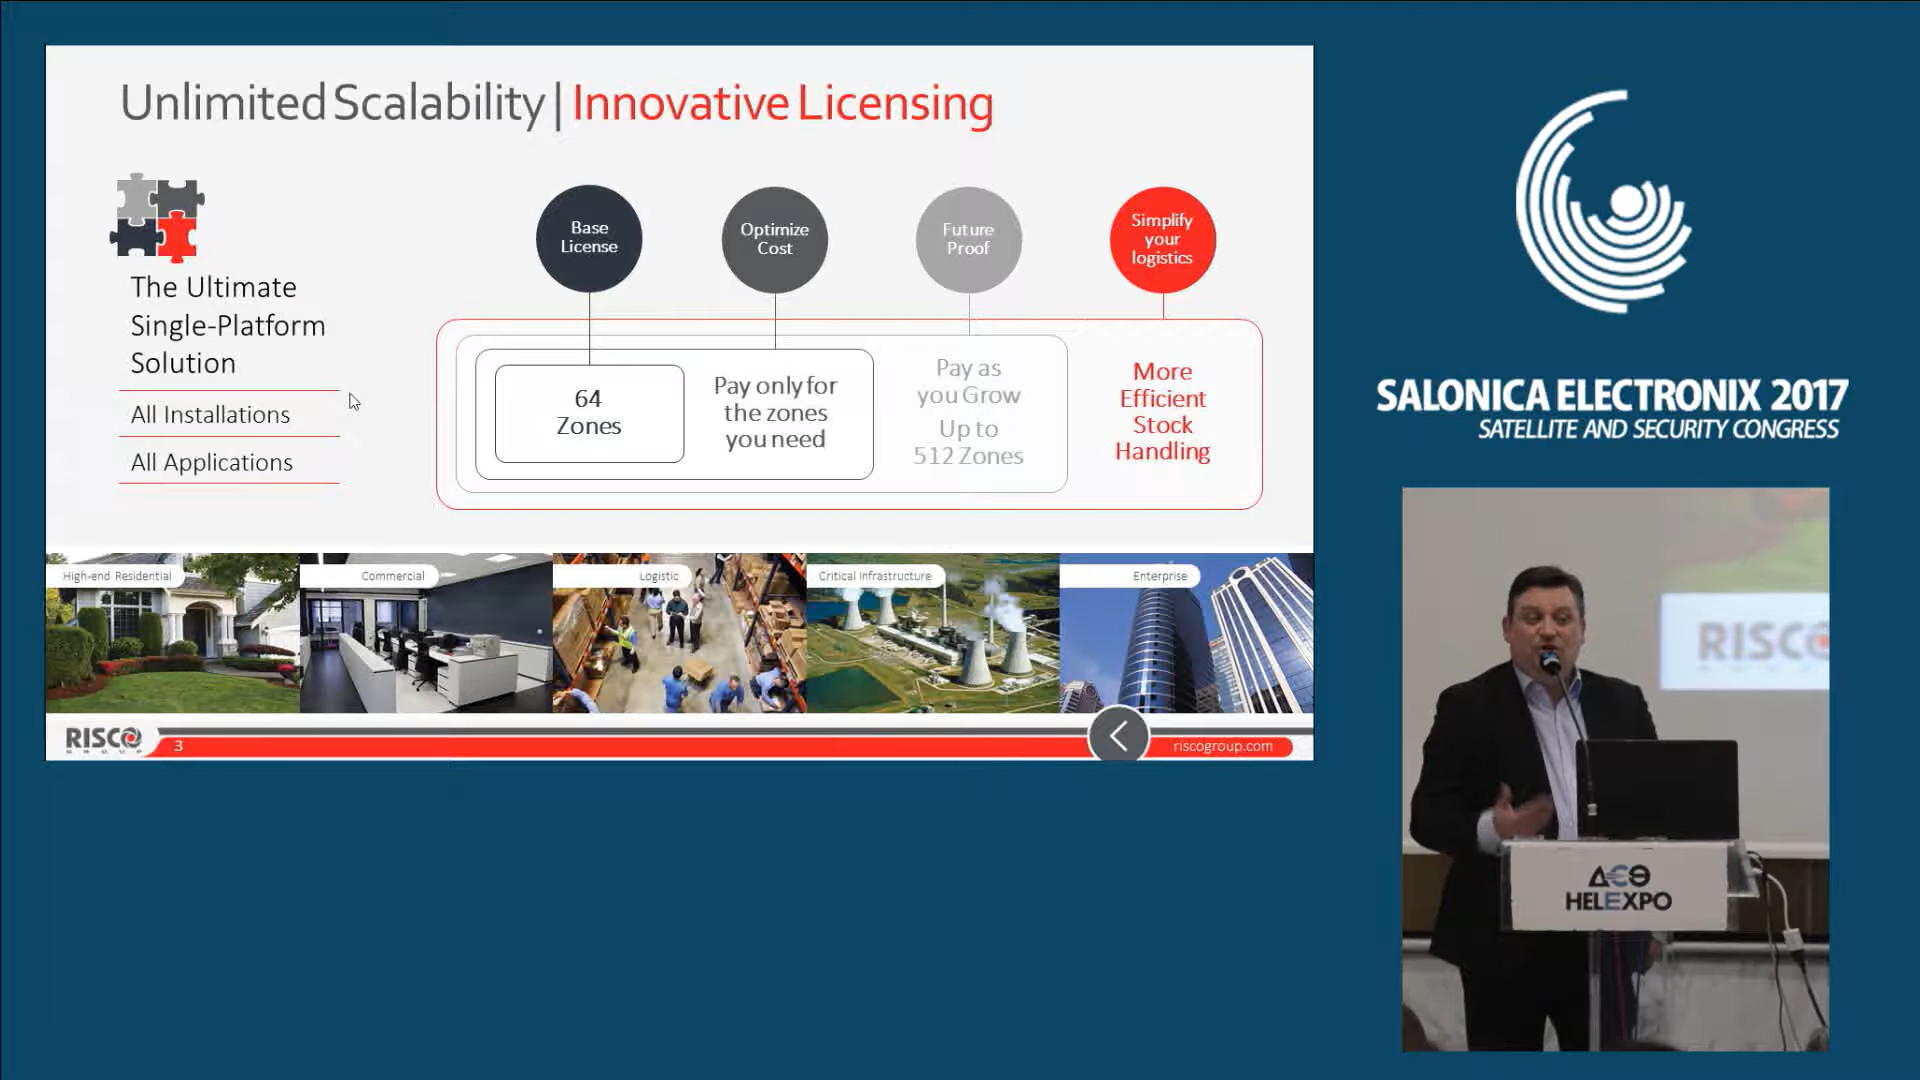 Unlimited Scalability | Innovative Licensing
The Ultimate
Single-Platform
Solution
All Installations
All Applications
Base
License
Optimize
Cost
Future
Proof
Simplify
your
logistics
64
Zones
Pay only for
the zones
you need
Pay as
you Grow
Up to
512 Zones
More
Efficient
Stock
Handling
High-end Residential
Commercial
Logistic
Critical Infrastructure
Enterprise
RISCO
GROUP
3
riscogroup.com
SALONICA ELECTRONIX 2017
SATELLITE AND SECURITY CONGRESS
RISCO
ΔΕΘ
HELEXPO